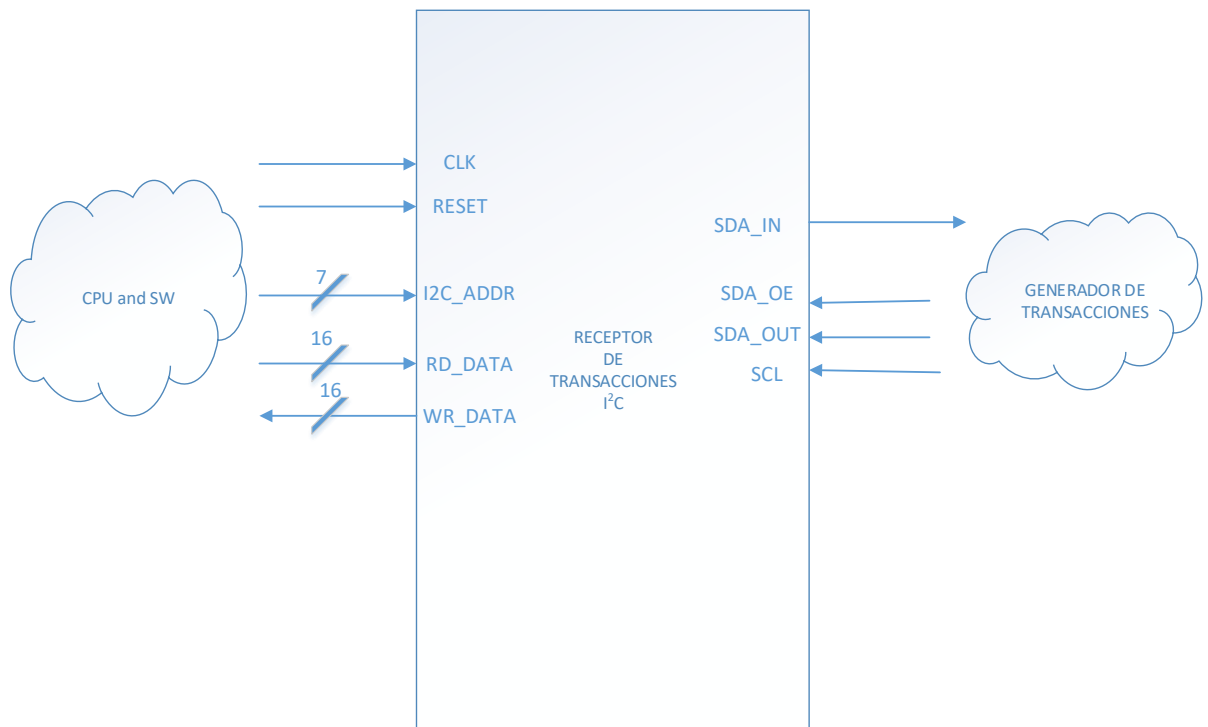 CLK
RESET
SDA_IN
7
I2C_ADDR
SDA_OE
CPU and SW
GENERADOR DE
TRANSACCIONES
16
RD_DATA
RECEPTOR
DE
TRANSACCIONES
I²C
SDA_OUT
SCL
16
WR_DATA